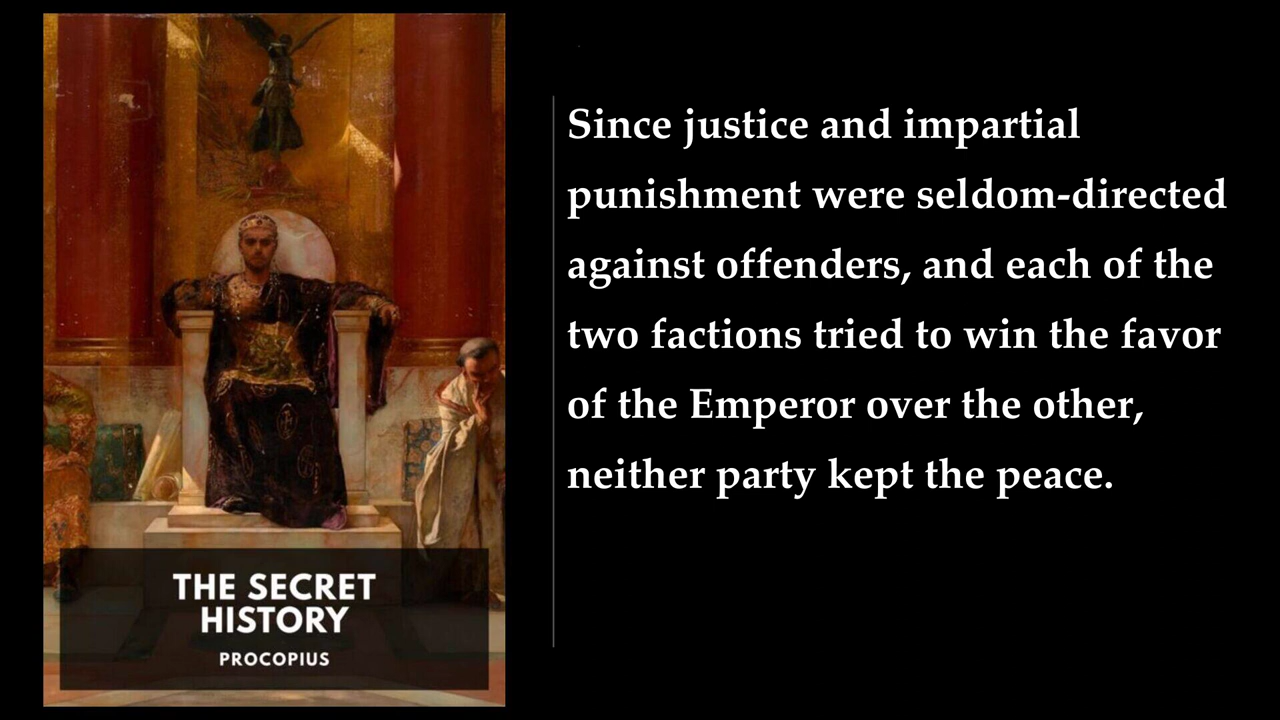 THE SECRET
HISTORY
PROCOPIUS
Since justice and impartial
punishment were seldom-directed
against offenders, and each of the
two factions tried to win the favor
of the Emperor over the other,
neither party kept the peace.